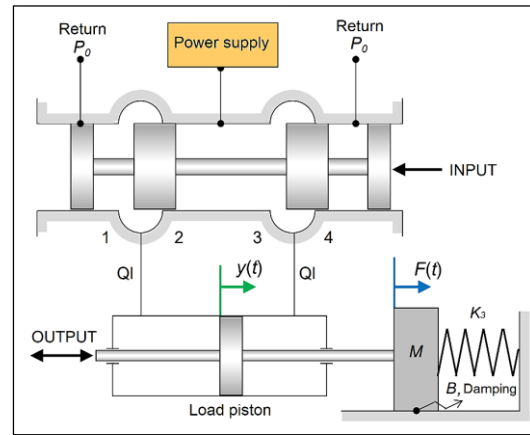 Return
P₀
Power supply
Return
P₀
INPUT
1
2
3
4
Ql
Ql
y(t)
F(t)
K₃
OUTPUT
M
B, Damping
Load piston